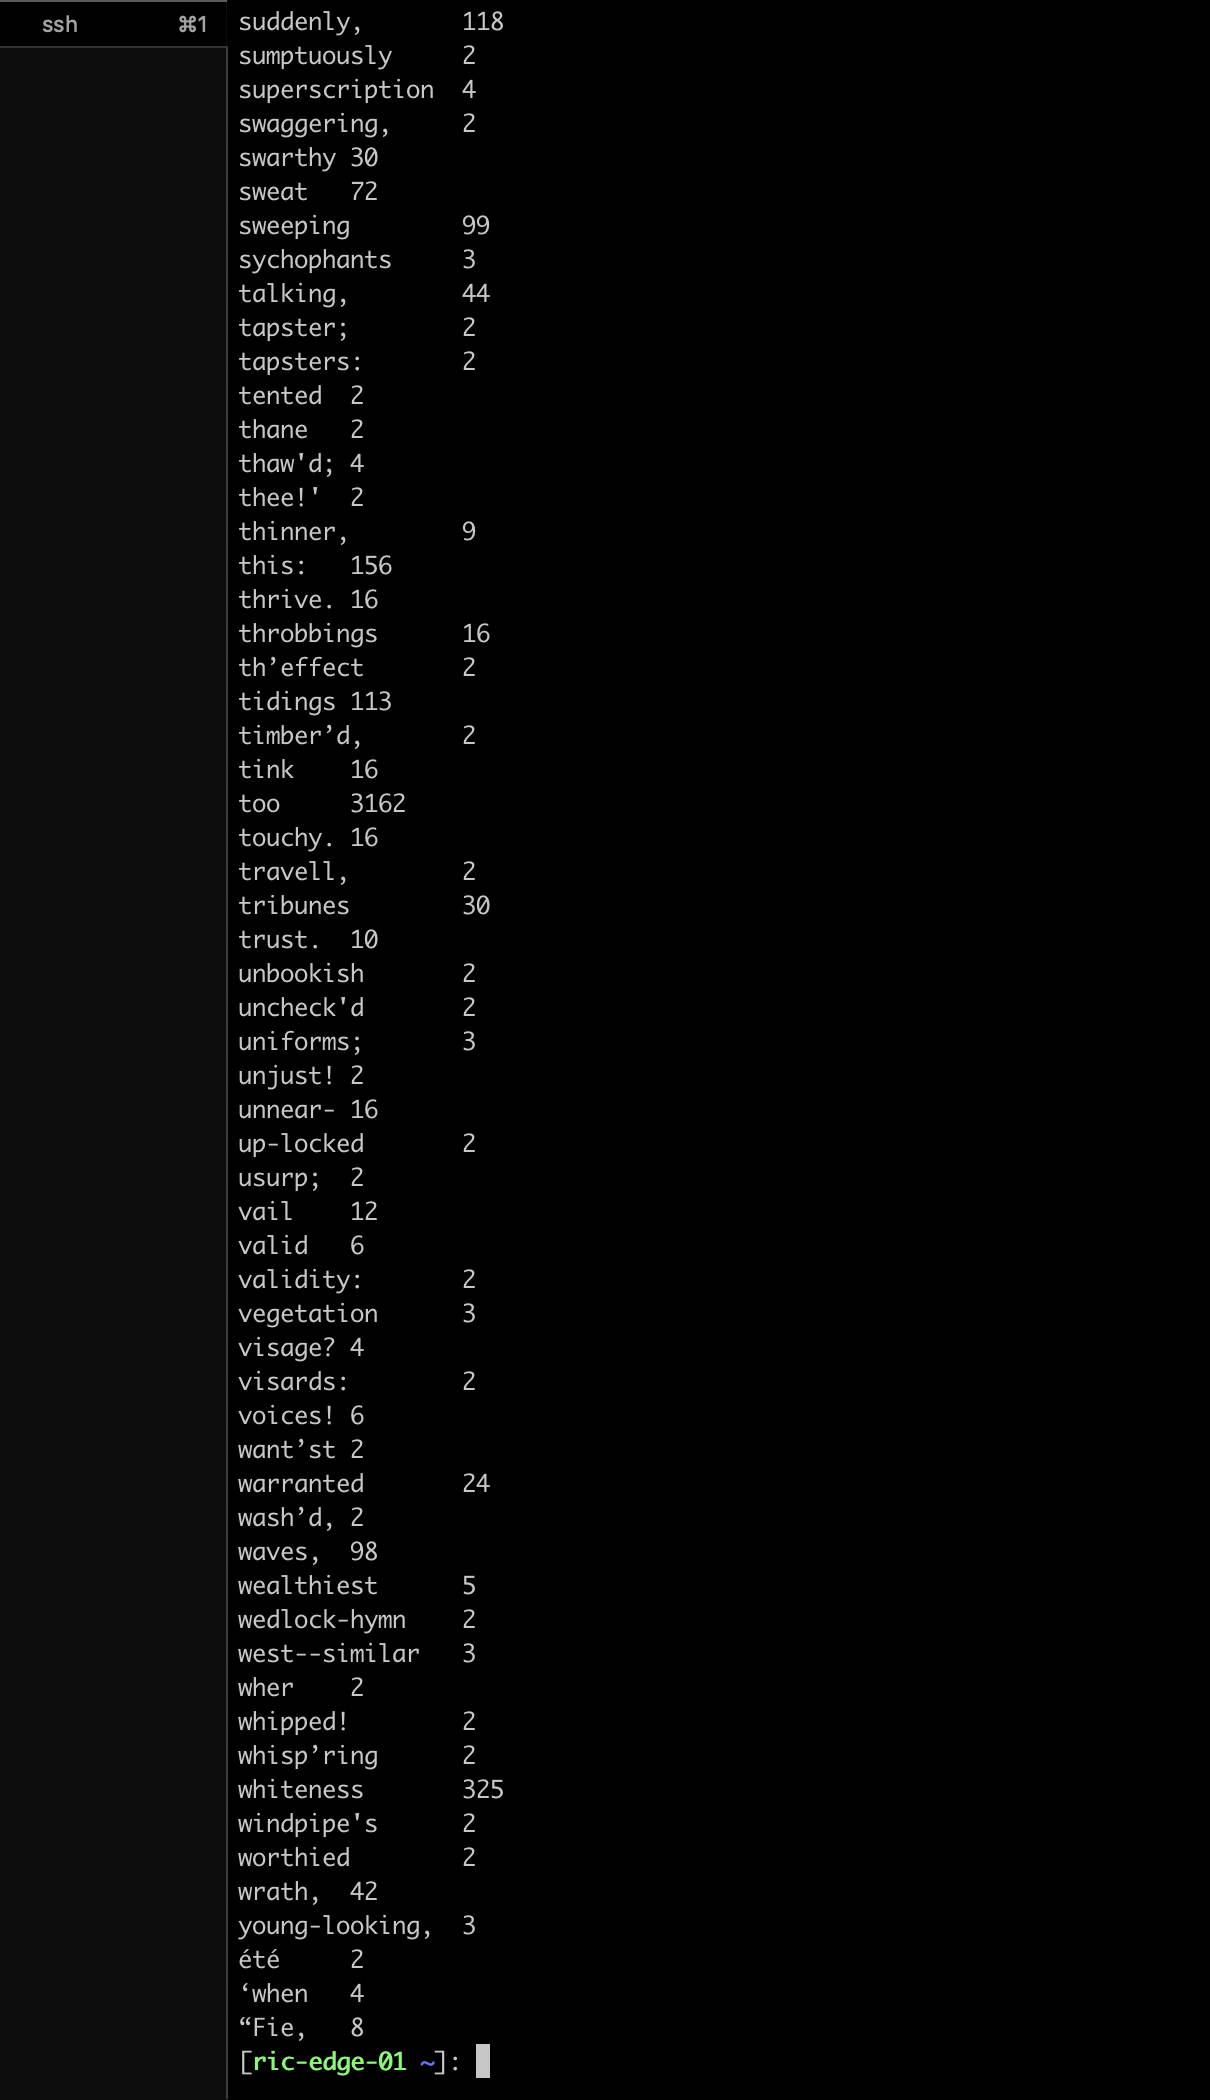 ssh ⌘1
suddenly, 118
sumptuously 2
superscription 4
swaggering, 2
swarthy 30
sweat 72
sweeping 99
sychophants 3
talking, 44
tapster; 2
tapsters: 2
tented 2
thane 2
thaw'd; 4
thee!' 2
thinner, 9
this: 156
thrive. 16
throbbings 16
th’effect 2
tidings 113
timber’d, 2
tink 16
too 3162
touchy. 16
travell, 2
tribunes 30
trust. 10
unbookish 2
uncheck'd 2
uniforms; 3
unjust! 2
unnear- 16
up-locked 2
usurp; 2
vail 12
valid 6
validity: 2
vegetation 3
visage? 4
visards: 2
voices! 6
want’st 2
warranted 24
wash’d, 2
waves, 98
wealthiest 5
wedlock-hymn 2
west--similar 3
wher 2
whipped! 2
whisp’ring 2
whiteness 325
windpipe's 2
worthied 2
wrath, 42
young-looking, 3
été 2
‘when 4
“Fie, 8
[ric-edge-01 ~]: